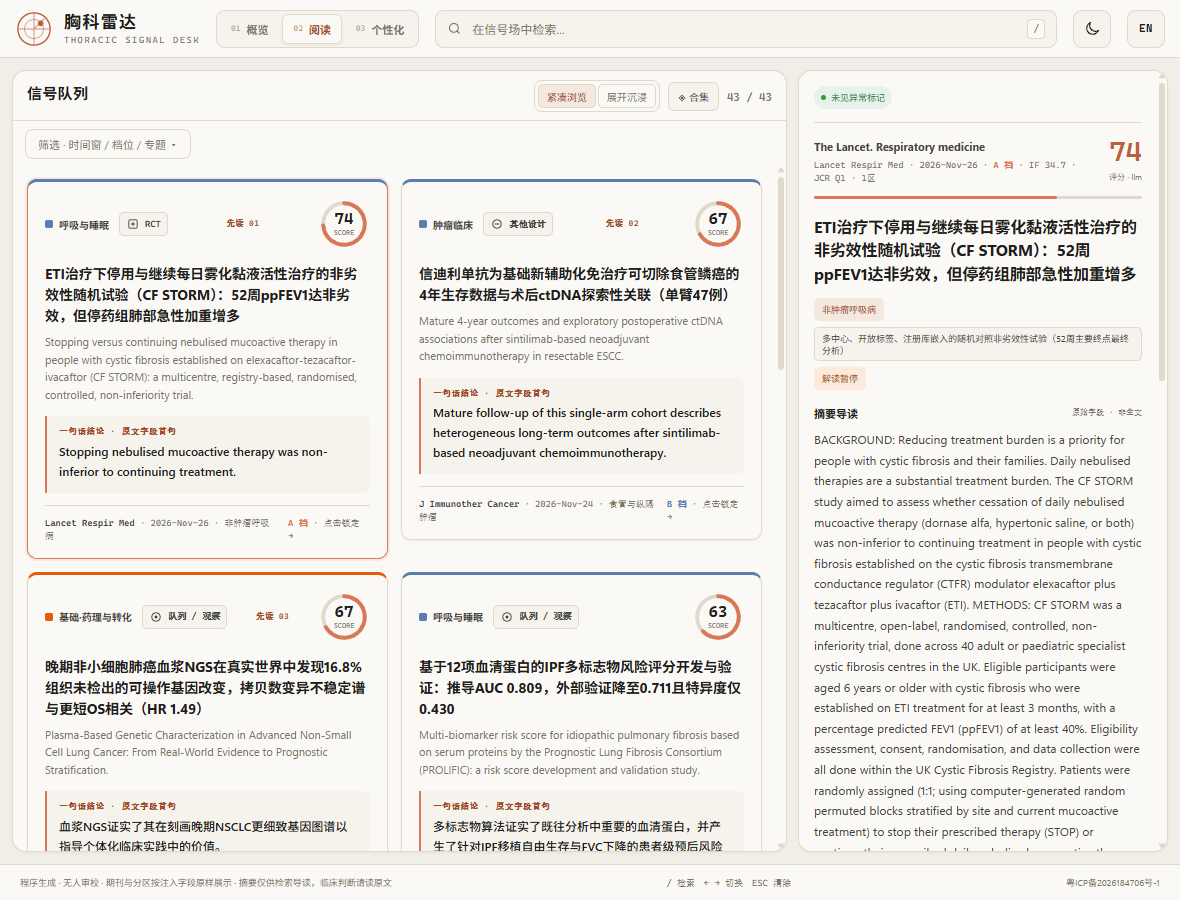 胸科雷达
THORACIC SIGNAL DESK
01 概览
02 阅读
03 个性化
在信号场中检索...
/
EN
信号队列
紧凑浏览
展开沉浸
◈ 合集
43 / 43
筛选 · 时间窗 / 档位 / 专题
呼吸与睡眠
RCT
先读 01
74
SCORE
ETI治疗下停用与继续每日雾化黏液活性治疗的非劣
效性随机试验（CF STORM）：52周ppFEV1达非劣
效，但停药组肺部急性加重增多
Stopping versus continuing nebulised mucoactive therapy in
people with cystic fibrosis established on elexacaftor-tezacaftor-
ivacaftor (CF STORM): a multicentre, registry-based, randomised,
controlled, non-inferiority trial.
一句话结论 · 原文字段首句
Stopping nebulised mucoactive therapy was non-
inferior to continuing treatment.
Lancet Respir Med · 2026-Nov-26 · 非肿瘤呼吸
病
A 档 · 点击锁定
→
肿瘤临床
其他设计
先读 02
67
SCORE
信迪利单抗为基础新辅助化免治疗可切除食管鳞癌的
4年生存数据与术后ctDNA探索性关联（单臂47例）
Mature 4-year outcomes and exploratory postoperative ctDNA
associations after sintilimab-based neoadjuvant
chemoimmunotherapy in resectable ESCC.
一句话结论 · 原文字段首句
Mature follow-up of this single-arm cohort describes
heterogeneous long-term outcomes after sintilimab-
based neoadjuvant chemoimmunotherapy.
J Immunother Cancer · 2026-Nov-24 · 食管与纵隔
肿瘤
B 档 · 点击锁定
→
基础·药理与转化
队列 / 观察
先读 03
67
SCORE
晚期非小细胞肺癌血浆NGS在真实世界中发现16.8%
组织未检出的可操作基因改变，拷贝数变异不稳定谱
与更短OS相关（HR 1.49）
Plasma-Based Genetic Characterization in Advanced Non-Small
Cell Lung Cancer: From Real-World Evidence to Prognostic
Stratification.
一句话结论 · 原文字段首句
血浆NGS证实了其在刻画晚期NSCLC更细致基因图谱以
指导个体化临床实践中的价值。
呼吸与睡眠
队列 / 观察
63
SCORE
基于12项血清蛋白的IPF多标志物风险评分开发与验
证：推导AUC 0.809，外部验证降至0.711且特异度仅
0.430
Multi-biomarker risk score for idiopathic pulmonary fibrosis based
on serum proteins by the Prognostic Lung Fibrosis Consortium
(PROLIFIC): a risk score development and validation study.
一句话结论 · 原文字段首句
多标志物算法证实了既往分析中重要的血清蛋白，并产
生了针对IPF移植自由生存与FVC下降的患者级预后风险
未见异常标记
The Lancet. Respiratory medicine
Lancet Respir Med · 2026-Nov-26 · A 档 · IF 34.7 ·
JCR Q1 · 1区
74
评分 · llm
ETI治疗下停用与继续每日雾化黏液活性治疗的
非劣效性随机试验（CF STORM）：52周
ppFEV1达非劣效，但停药组肺部急性加重增多
非肿瘤呼吸病
多中心、开放标签、注册库嵌入的随机对照非劣效性试验（52周主要终点最终
分析）
解读暂停
摘要导读
原始字段 · 非全文
BACKGROUND: Reducing treatment burden is a priority for
people with cystic fibrosis and their families. Daily nebulised
therapies are a substantial treatment burden. The CF STORM
study aimed to assess whether cessation of daily nebulised
mucoactive therapy (dornase alfa, hypertonic saline, or both)
was non-inferior to continuing treatment in people with cystic
fibrosis established on the cystic fibrosis transmembrane
conductance regulator (CTFR) modulator elexacaftor plus
tezacaftor plus ivacaftor (ETI). METHODS: CF STORM was a
multicentre, open-label, randomised, controlled, non-
inferiority trial, done across 40 adult or paediatric specialist
cystic fibrosis centres in the UK. Eligible participants were
aged 6 years or older with cystic fibrosis who were
established on ETI treatment for at least 3 months, with a
percentage predicted FEV1 (ppFEV1) of at least 40%. Eligibility
assessment, consent, randomisation, and data collection were
all done within the UK Cystic Fibrosis Registry. Patients were
randomly assigned (1:1; using computer-generated random
permuted blocks stratified by site and current mucoactive
treatment) to stop their prescribed therapy (STOP) or
程序生成 · 无人审校 · 期刊与分区按注入字段原样展示 · 摘要仅供检索导读，临床判断请读原文
/ 检索 ← → 切换 ESC 清除
粤ICP备2026184706号-1